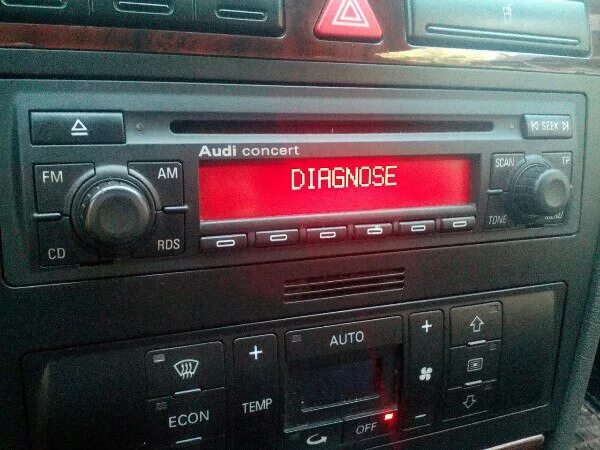 Audi concert
DIAGNOSE
FM
AM
CD
RDS
SEEK
SCAN
TP
TONE
AUTO
TEMP
ECON
OFF